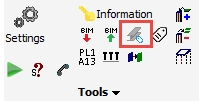 Information
Settings
BIM BIM
PL1
A13
S?
Tools